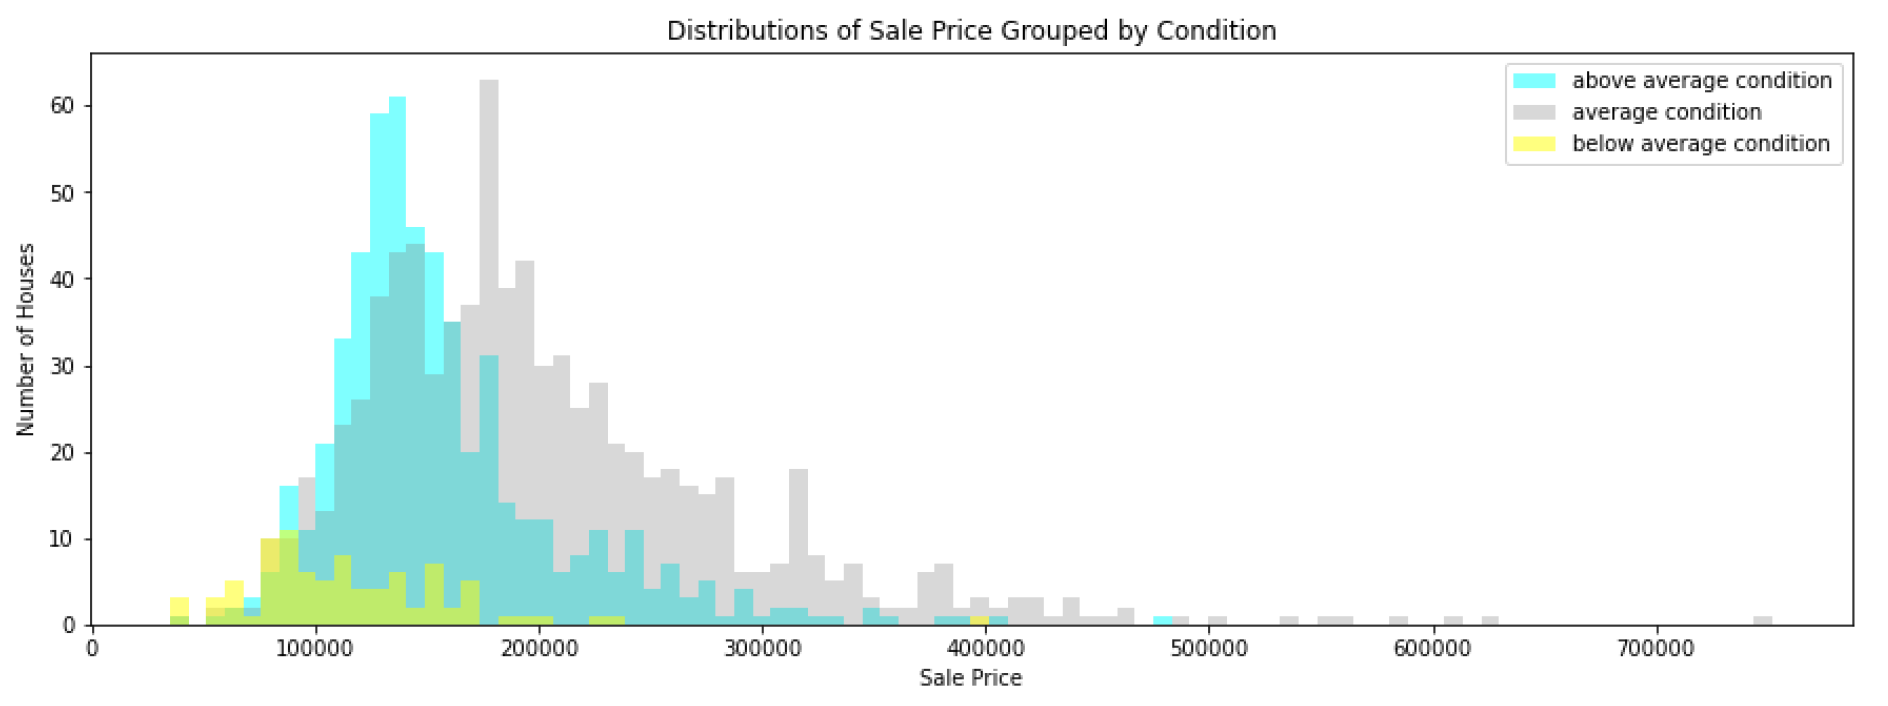 Distributions of Sale Price Grouped by Condition
above average condition
average condition
below average condition
Number of Houses
60
50
40
30
20
10
0
0 100000 200000 300000 400000 500000 600000 700000
Sale Price